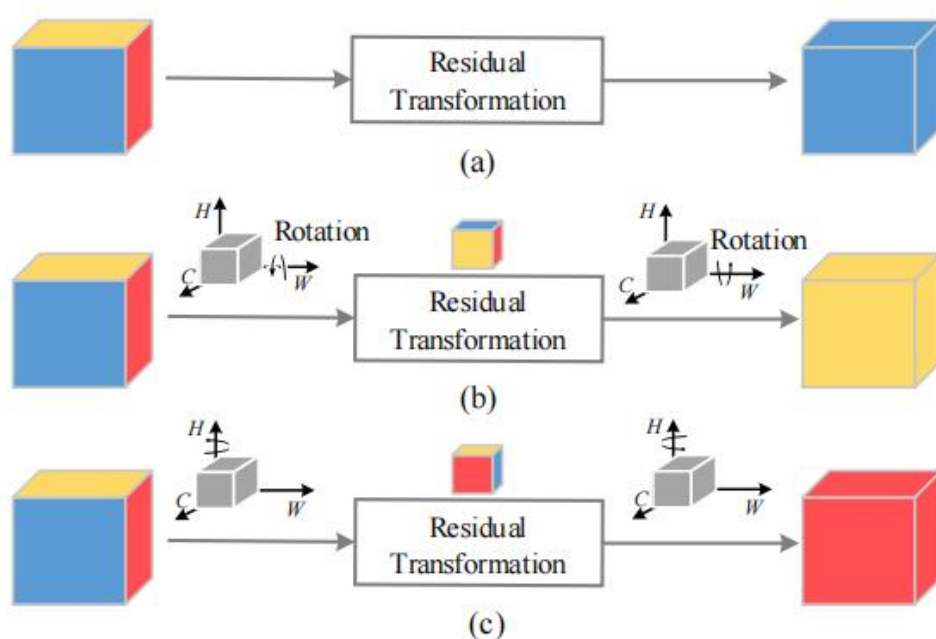 Residual
Transformation
(a)
H
Rotation
C
W
H
Rotation
C
W
Residual
Transformation
(b)
H
C
W
H
C
W
Residual
Transformation
(c)